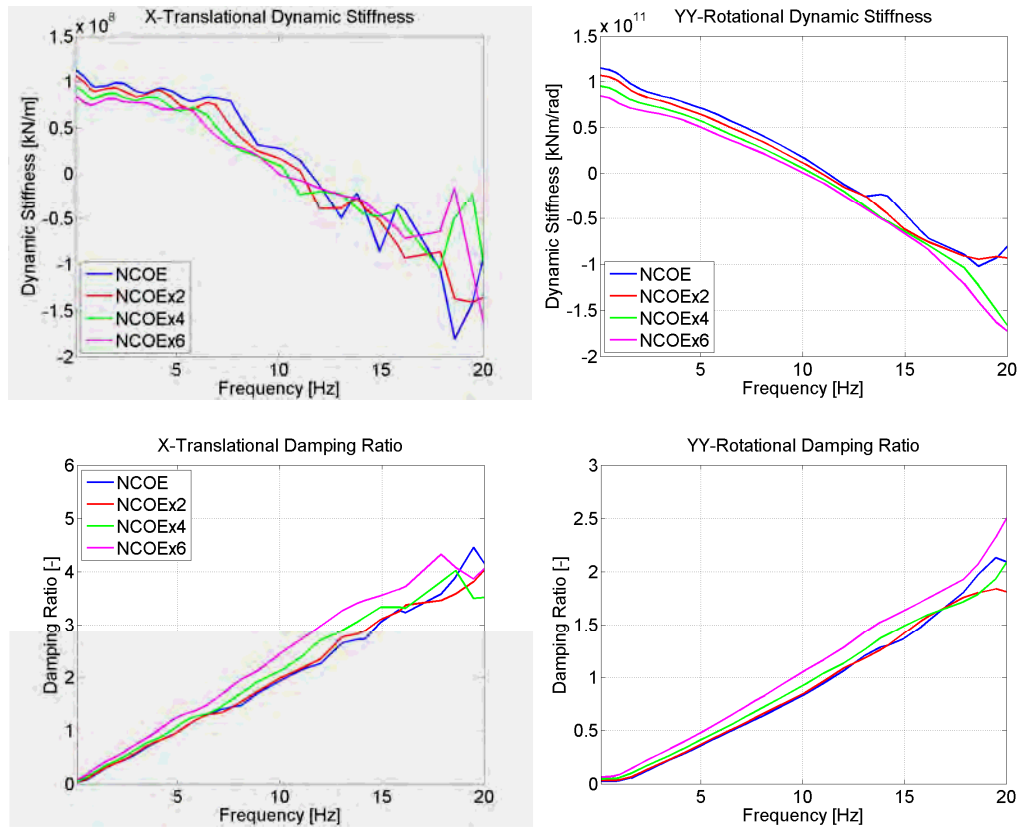 X-Translational Dynamic Stiffness
x 10^8
1.5
1
0.5
0
-0.5
-1
-1.5
-2
Dynamic Stiffness [kN/m]
NCOE
NCOEx2
NCOEx4
NCOEx6
5
10
15
20
Frequency [Hz]
YY-Rotational Dynamic Stiffness
1.5 x 10^11
1
0.5
0
-0.5
-1
-1.5
-2
Dynamic Stiffness [kNm/rad]
NCOE
NCOEx2
NCOEx4
NCOEx6
5
10
15
20
Frequency [Hz]
X-Translational Damping Ratio
6
5
4
3
2
1
0
Damping Ratio [-]
NCOE
NCOEx2
NCOEx4
NCOEx6
5
10
15
20
Frequency [Hz]
YY-Rotational Damping Ratio
3
2.5
2
1.5
1
0.5
0
Damping Ratio [-]
5
10
15
20
Frequency [Hz]